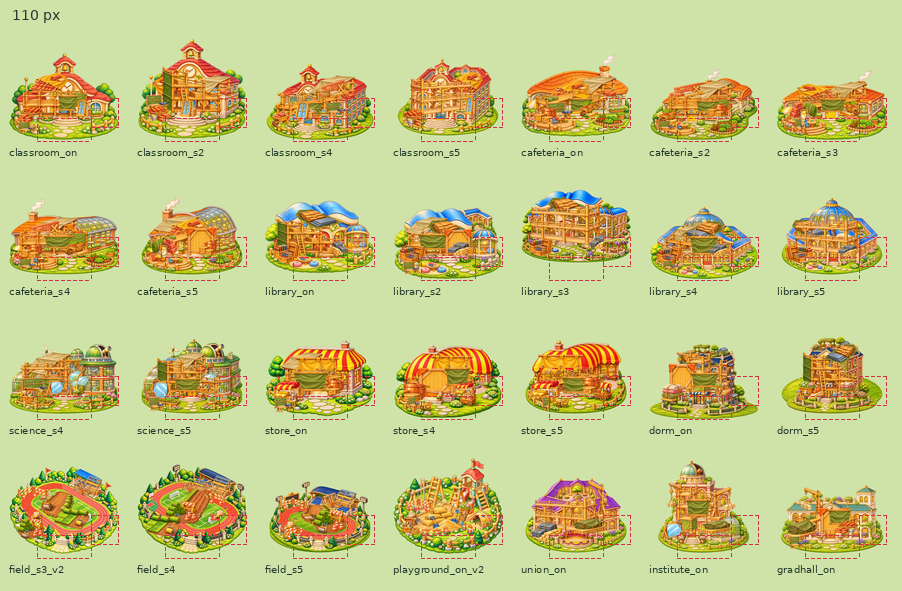 110 px
classroom_on classroom_s2 classroom_s4 classroom_s5 cafeteria_on cafeteria_s2 cafeteria_s3
cafeteria_s4 cafeteria_s5 library_on library_s2 library_s3 library_s4 library_s5
science_s4 science_s5 store_on store_s4 store_s5 dorm_on dorm_s5
field_s3_v2 field_s4 field_s5 playground_on_v2 union_on institute_on gradhall_on